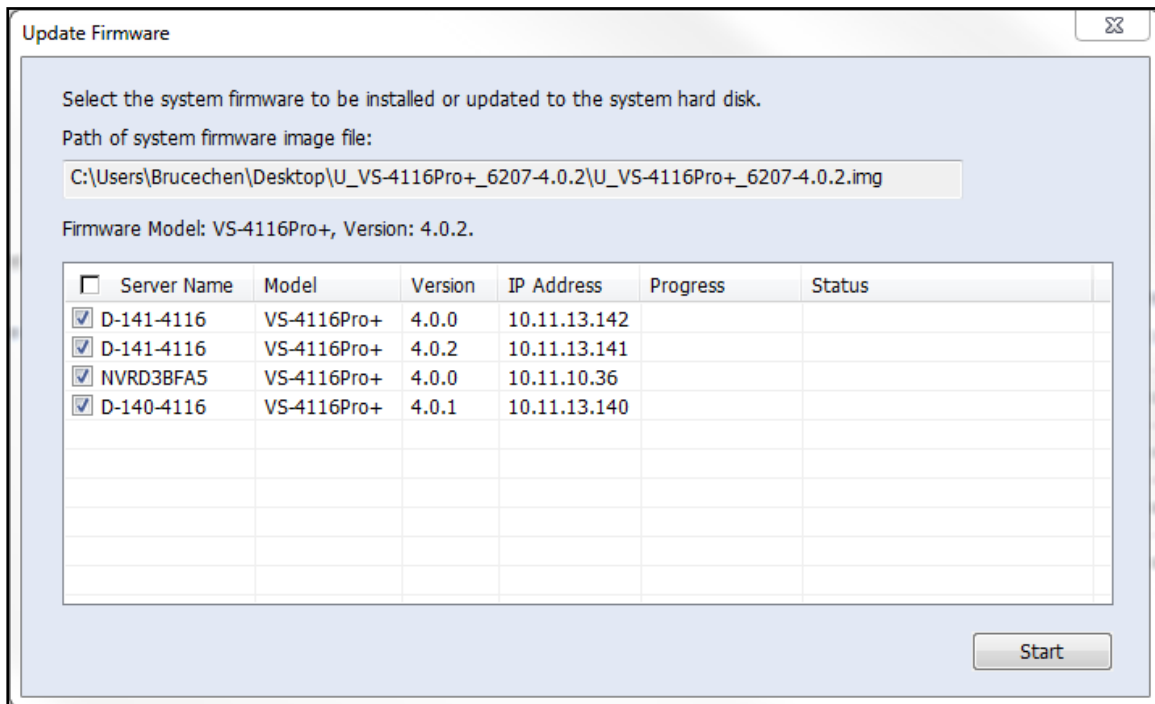 Update Firmware
Select the system firmware to be installed or updated to the system hard disk.
Path of system firmware image file:
C:\Users\Brucechen\Desktop\U_VS-4116Pro+_6207-4.0.2\U_VS-4116Pro+_6207-4.0.2.img
Firmware Model: VS-4116Pro+, Version: 4.0.2.
Server Name Model Version IP Address Progress Status
D-141-4116 VS-4116Pro+ 4.0.0 10.11.13.142
D-141-4116 VS-4116Pro+ 4.0.2 10.11.13.141
NVRD3BFA5 VS-4116Pro+ 4.0.0 10.11.10.36
D-140-4116 VS-4116Pro+ 4.0.1 10.11.13.140
Start